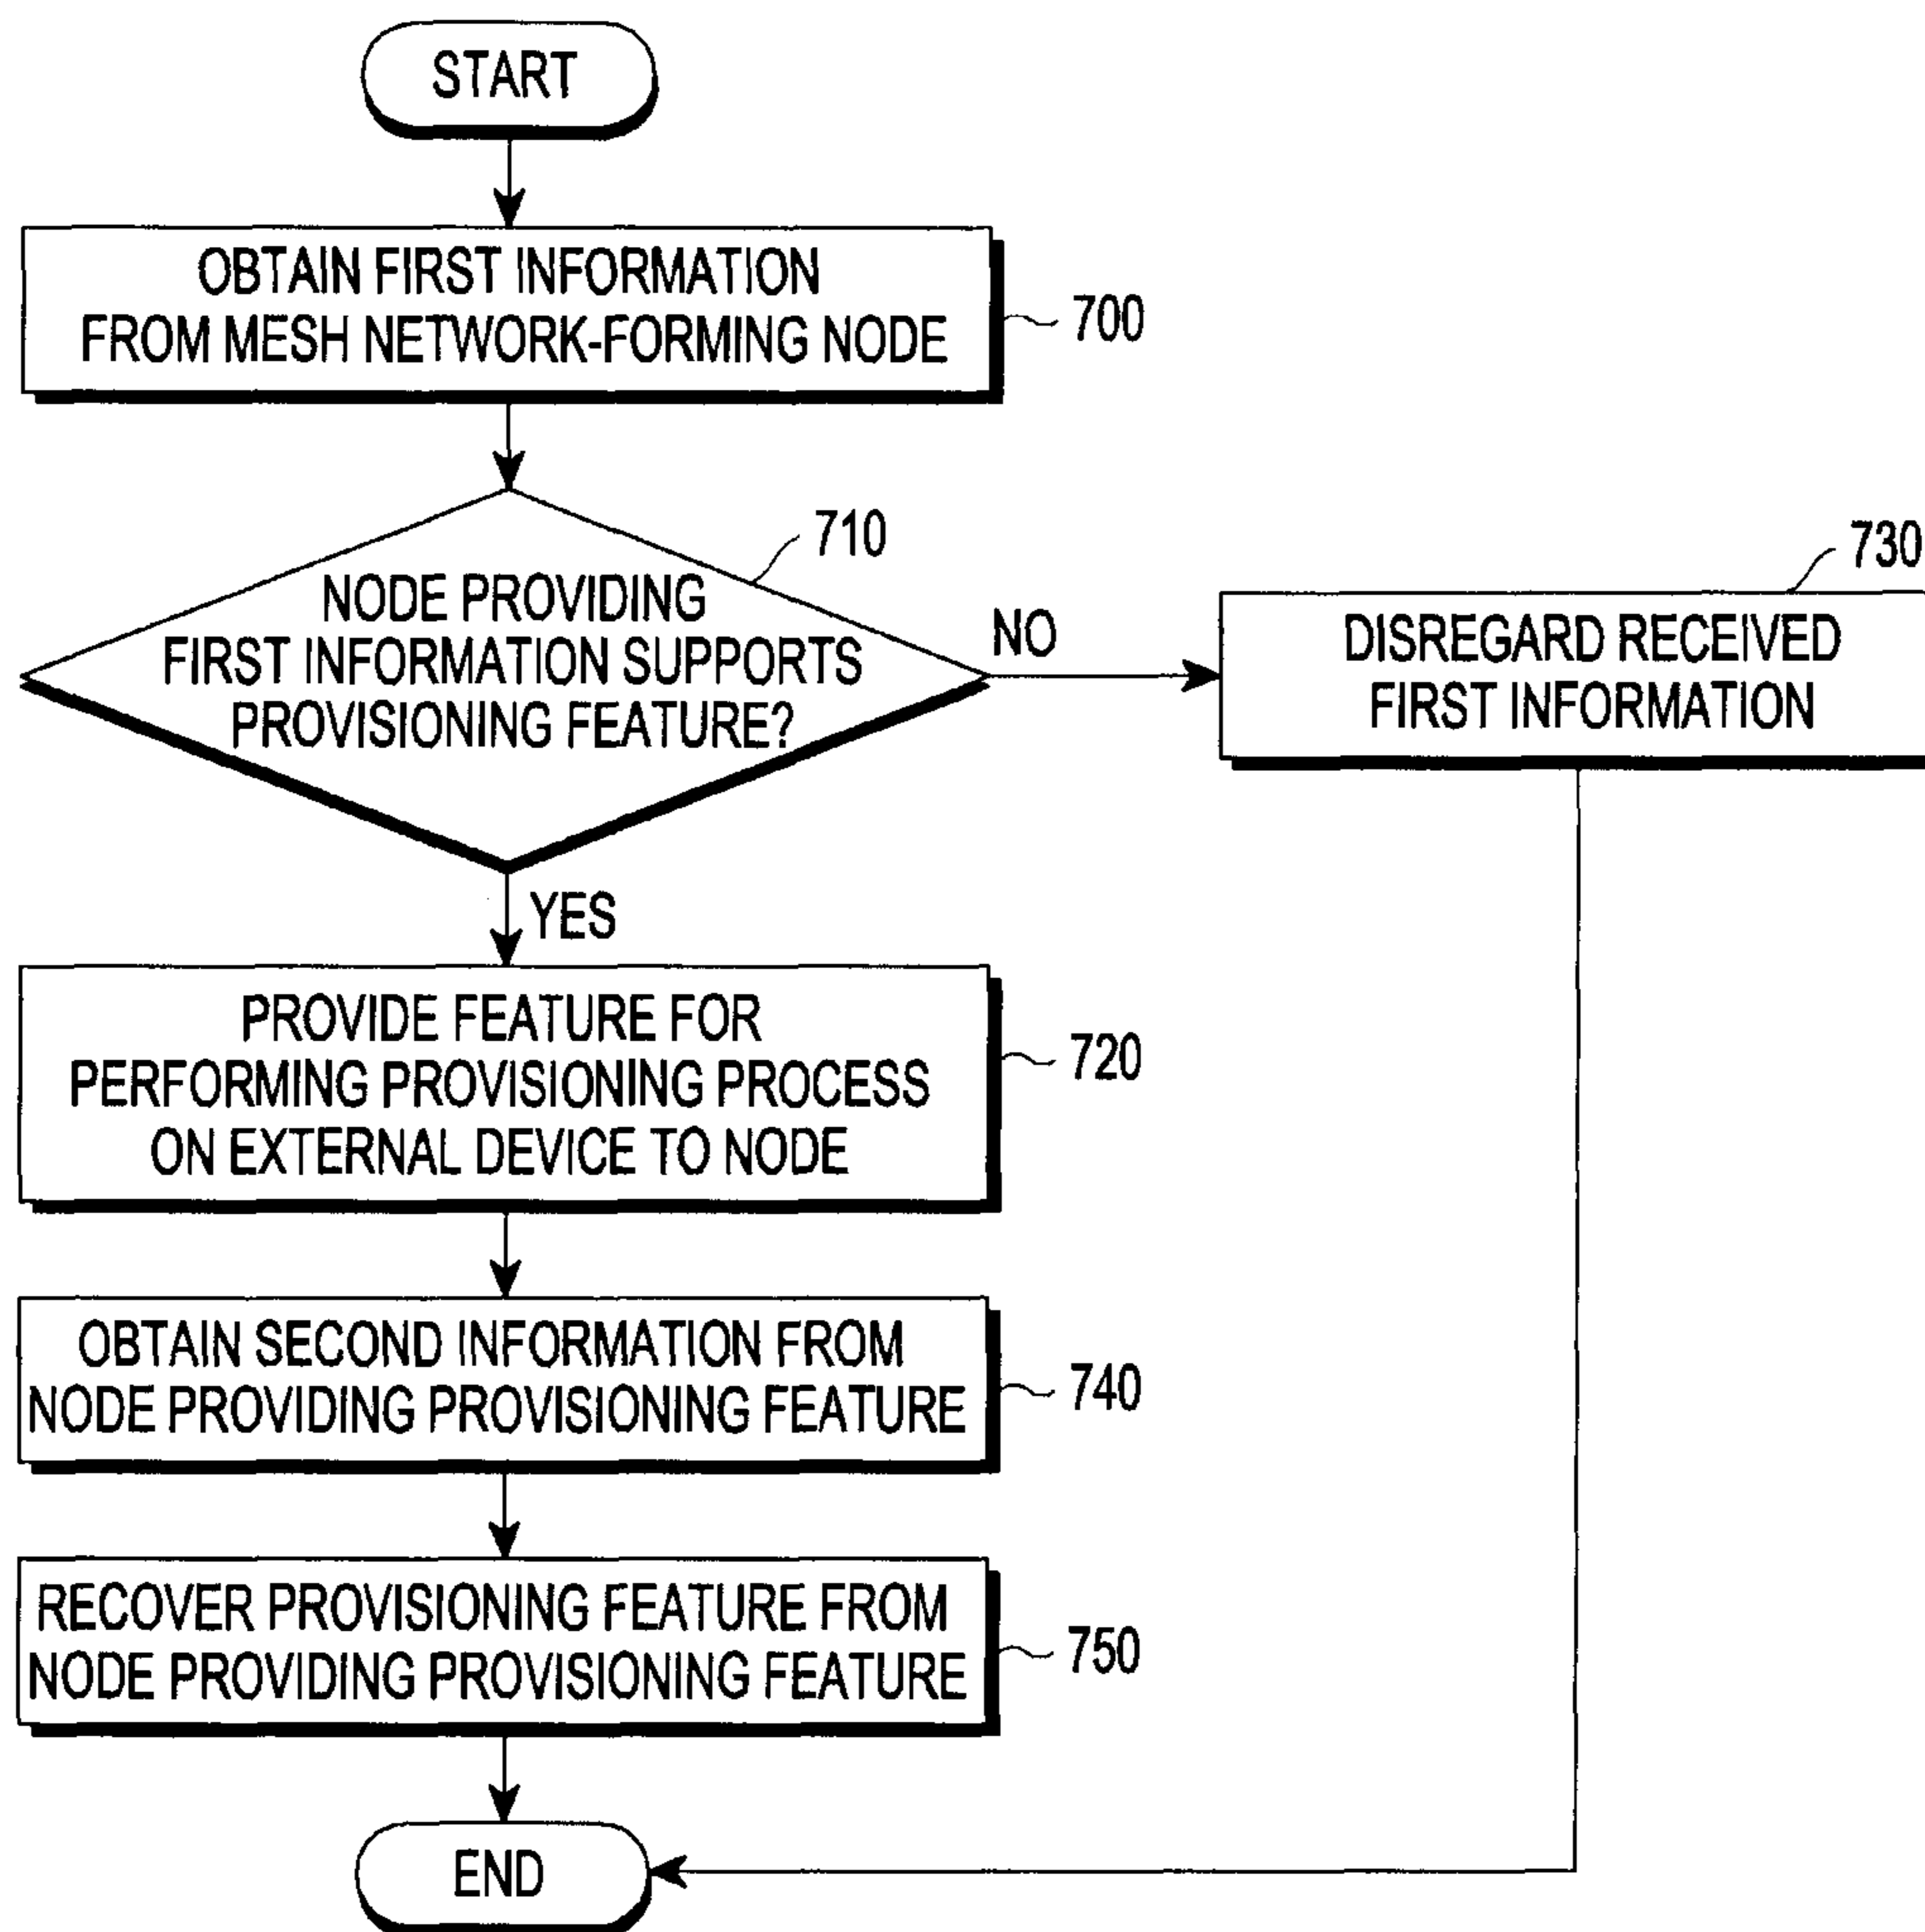 START
OBTAIN FIRST INFORMATION
FROM MESH NETWORK-FORMING NODE
700
710
NODE PROVIDING
FIRST INFORMATION SUPPORTS
PROVISIONING FEATURE?
NO
730
DISREGARD RECEIVED
FIRST INFORMATION
YES
PROVIDE FEATURE FOR
PERFORMING PROVISIONING PROCESS
ON EXTERNAL DEVICE TO NODE
720
OBTAIN SECOND INFORMATION FROM
NODE PROVIDING PROVISIONING FEATURE
740
RECOVER PROVISIONING FEATURE FROM
NODE PROVIDING PROVISIONING FEATURE
750
END